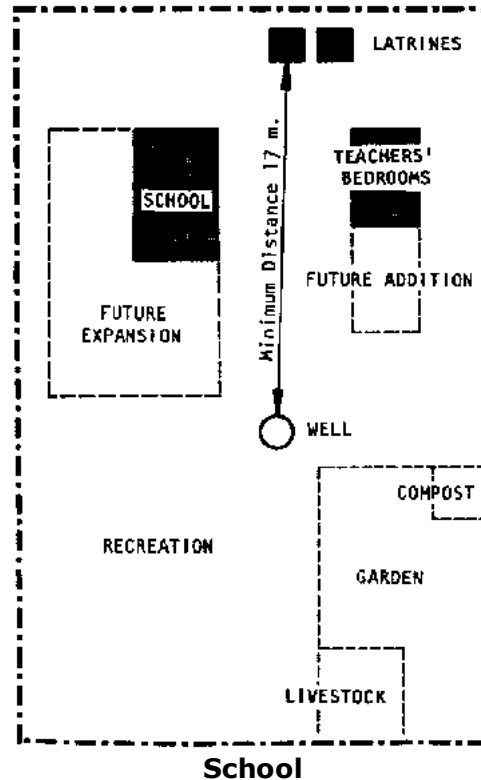 LATRINES
Minimum Distance 17 m.
TEACHERS'
BEDROOMS
SCHOOL
FUTURE ADDITION
FUTURE
EXPANSION
WELL
COMPOST
RECREATION
GARDEN
LIVESTOCK
School